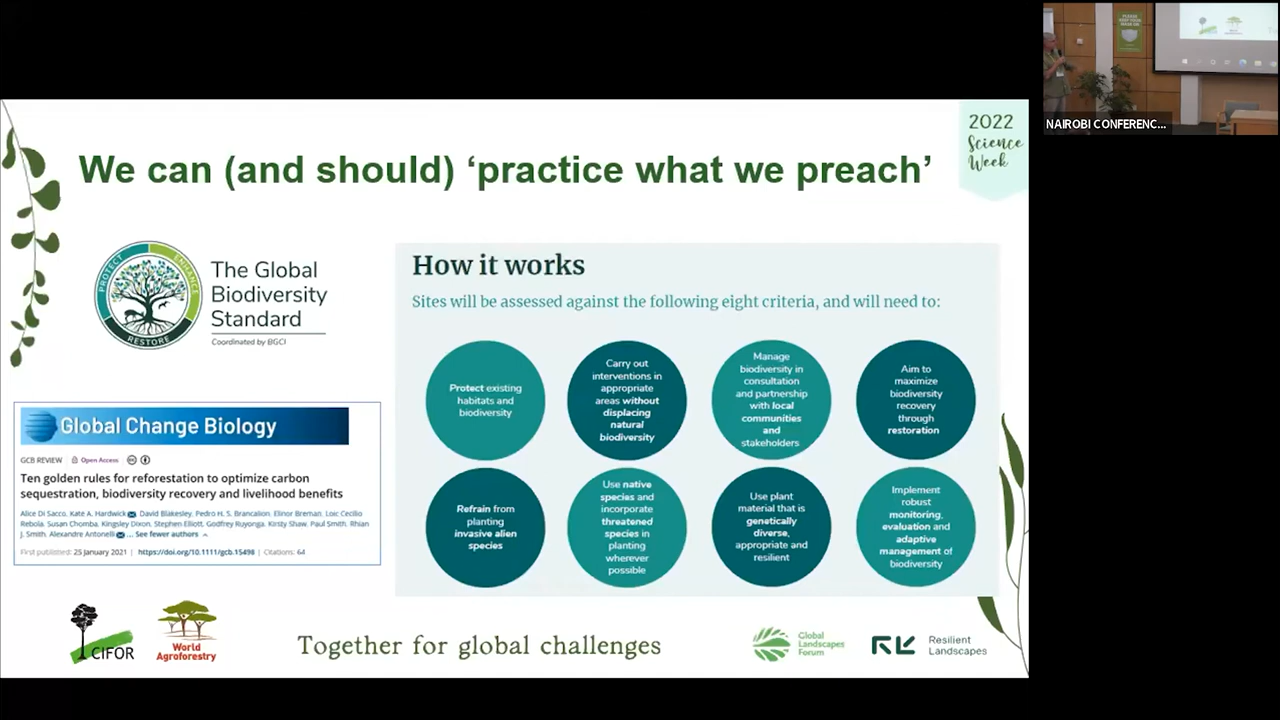 We can (and should) ‘practice what we preach’
2022
Science
Week
PROTECT
ENHANCE
RESTORE
The Global
Biodiversity
Standard
Coordinated by BGCI
How it works
Sites will be assessed against the following eight criteria, and will need to:
Protect existing
habitats and
biodiversity
Carry out
interventions in
appropriate
areas without
displacing
natural
biodiversity
Manage
biodiversity in
consultation
and partnership
with local
communities
and
stakeholders
Aim to
maximize
biodiversity
recovery
through
restoration
Refrain from
planting
invasive alien
species
Use native
species and
incorporate
threatened
species in
planting
wherever
possible
Use plant
material that is
genetically
diverse,
appropriate and
resilient
Implement
robust
monitoring,
evaluation and
adaptive
management of
biodiversity
Global Change Biology
GCB REVIEW Open Access
Ten golden rules for reforestation to optimize carbon
sequestration, biodiversity recovery and livelihood benefits
Alice Di Sacco, Kate A. Hardwick, David Blakesley, Pedro H. S. Brancalion, Elinor Breman, Loic Cecilio
Rebola, Susan Chomba, Kingsley Dixon, Stephen Elliott, Godfrey Ruyonga, Kirsty Shaw, Paul Smith, Rhian
J. Smith, Alexandre Antonelli ... See fewer authors
First published: 25 January 2021 | https://doi.org/10.1111/gcb.15498 | Citations: 64
CIFOR
World
Agroforestry
Together for global challenges
Global
Landscapes
Forum
Resilient
Landscapes
NAIROBI CONFERENC...